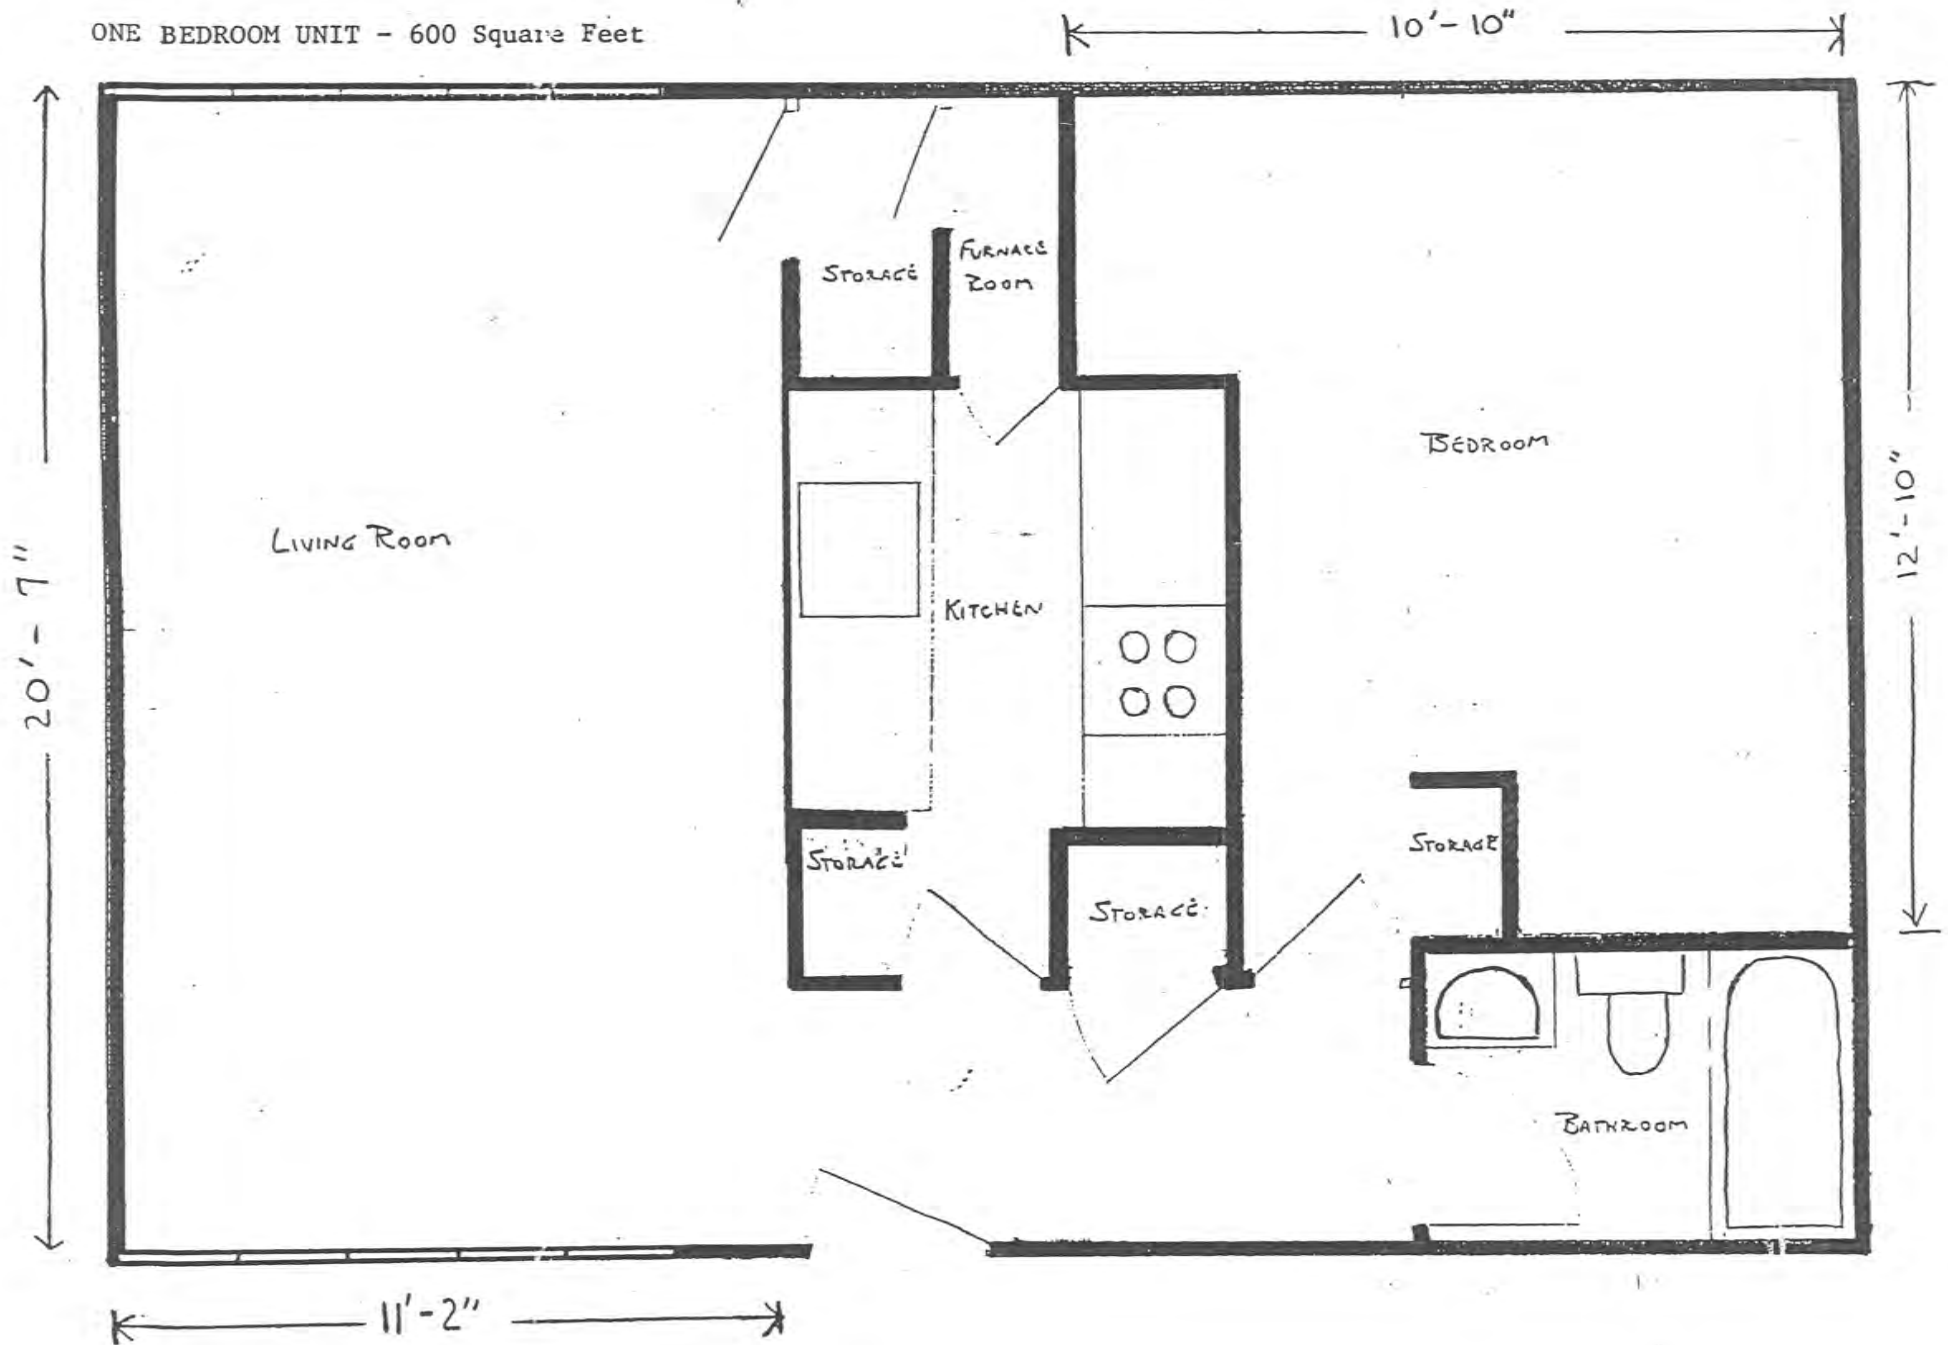 ONE BEDROOM UNIT - 600 Square Feet
10'-10"
STORAGE
FURNACE
ROOM
BEDROOM
12'-10"
LIVING ROOM
20'-7"
KITCHEN
STORAGE
STORAGE
STORAGE
BATHROOM
11'-2"